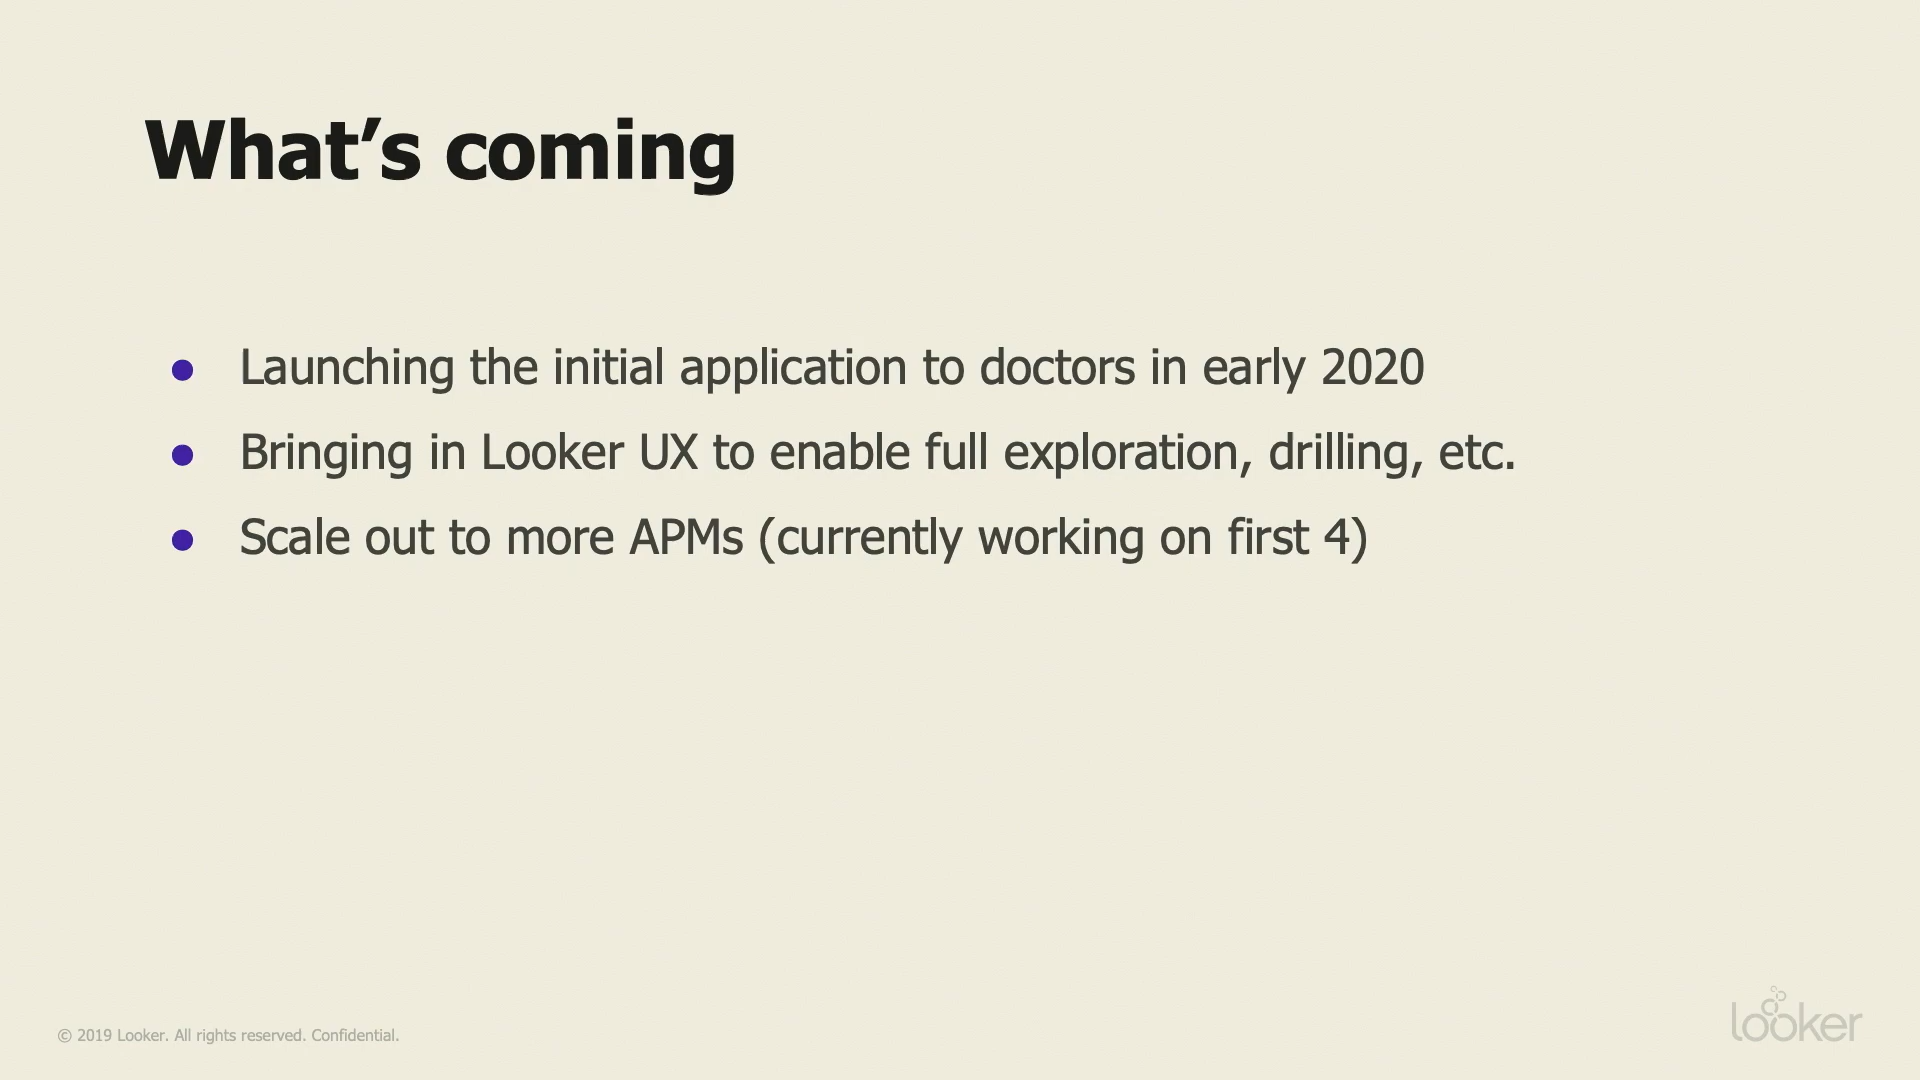 What’s coming
● Launching the initial application to doctors in early 2020
● Bringing in Looker UX to enable full exploration, drilling, etc.
● Scale out to more APMs (currently working on first 4)
© 2019 Looker. All rights reserved. Confidential.
looker